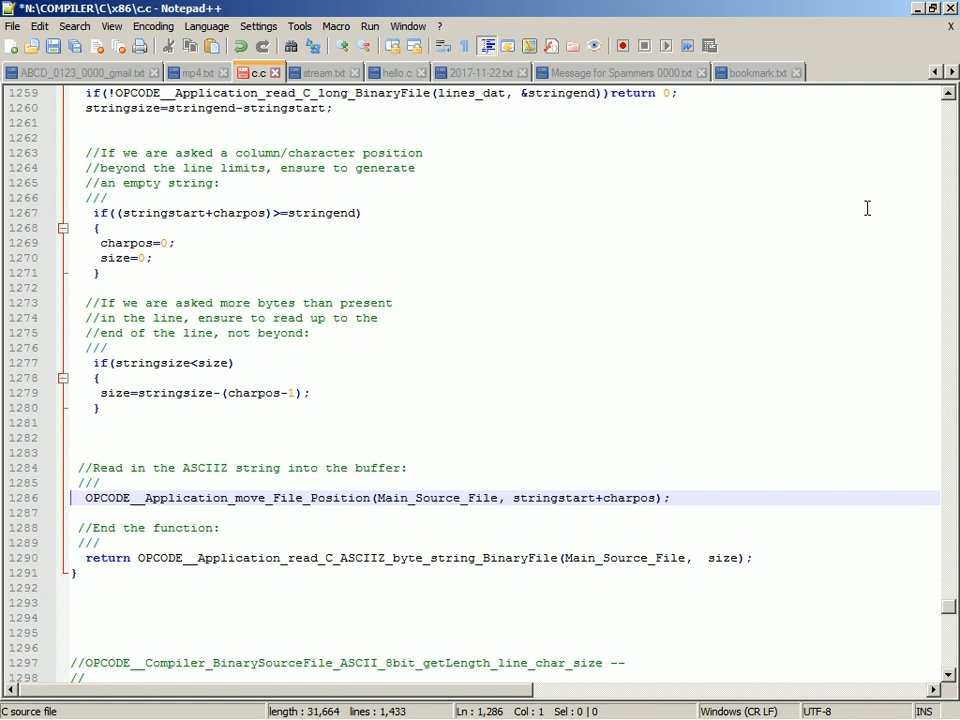 *N:\COMPILER\C\x86\c.c - Notepad++
File Edit Search View Encoding Language Settings Tools Macro Run Window ? X
ABCD_0123_0000_gmail.txt mp4.txt c.c stream.txt hello.c 2017-11-22.txt Message for Spammers 0000.txt bookmark.txt
1259 if(!OPCODE__Application_read_C_long_BinaryFile(lines_dat, &stringend))return 0;
1260 stringsize=stringend-stringstart;
1261
1262
1263 //If we are asked a column/character position
1264 //beyond the line limits, ensure to generate
1265 //an empty string:
1266 ///
1267 if((stringstart+charpos)>=stringend)
1268 {
1269 charpos=0;
1270 size=0;
1271 }
1272
1273 //If we are asked more bytes than present
1274 //in the line, ensure to read up to the
1275 //end of the line, not beyond:
1276 ///
1277 if(stringsize<size)
1278 {
1279 size=stringsize-(charpos-1);
1280 }
1281
1282
1283
1284 //Read in the ASCIIZ string into the buffer:
1285 ///
1286 OPCODE__Application_move_File_Position(Main_Source_File, stringstart+charpos);
1287
1288 //End the function:
1289 ///
1290 return OPCODE__Application_read_C_ASCIIZ_byte_string_BinaryFile(Main_Source_File, size);
1291 }
1292
1293
1294
1295
1296
1297 //OPCODE__Compiler_BinarySourceFile_ASCII_8bit_getLength_line_char_size --
1298 //
C source file length : 31,664 lines : 1,433 Ln : 1,286 Col : 1 Sel : 0 | 0 Windows (CR LF) UTF-8 INS